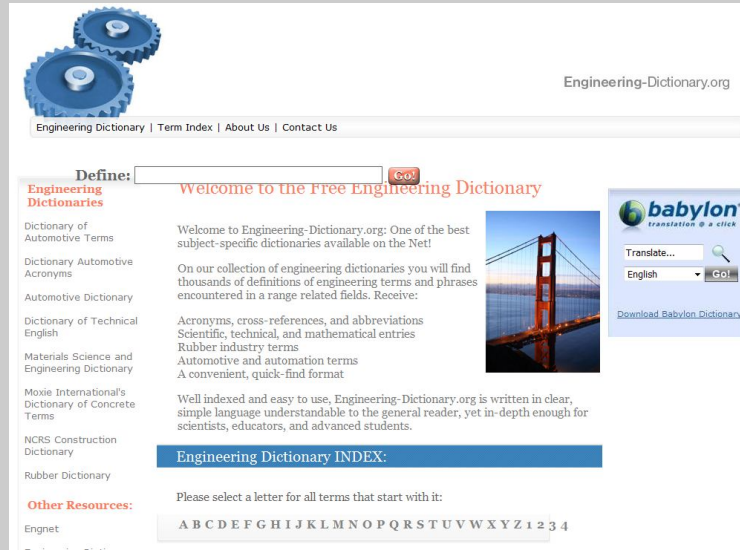 Engineering-Dictionary.org
Engineering Dictionary | Term Index | About Us | Contact Us
Define: Go!
Engineering
Dictionaries
Dictionary of
Automotive Terms
Dictionary Automotive
Acronyms
Automotive Dictionary
Dictionary of Technical
English
Materials Science and
Engineering Dictionary
Moxie International's
Dictionary of Concrete
Terms
NCRS Construction
Dictionary
Rubber Dictionary
Other Resources:
Engnet
Welcome to the Free Engineering Dictionary
Welcome to Engineering-Dictionary.org: One of the best
subject-specific dictionaries available on the Net!
On our collection of engineering dictionaries you will find
thousands of definitions of engineering terms and phrases
encountered in a range related fields. Receive:
Acronyms, cross-references, and abbreviations
Scientific, technical, and mathematical entries
Rubber industry terms
Automotive and automation terms
A convenient, quick-find format
Well indexed and easy to use, Engineering-Dictionary.org is written in clear,
simple language understandable to the general reader, yet in-depth enough for
scientists, educators, and advanced students.
Engineering Dictionary INDEX:
Please select a letter for all terms that start with it:
A B C D E F G H I J K L M N O P Q R S T U V W X Y Z 1 2 3 4
babylon
translation @ a click
Translate...
English Go!
Download Babylon Dictionary